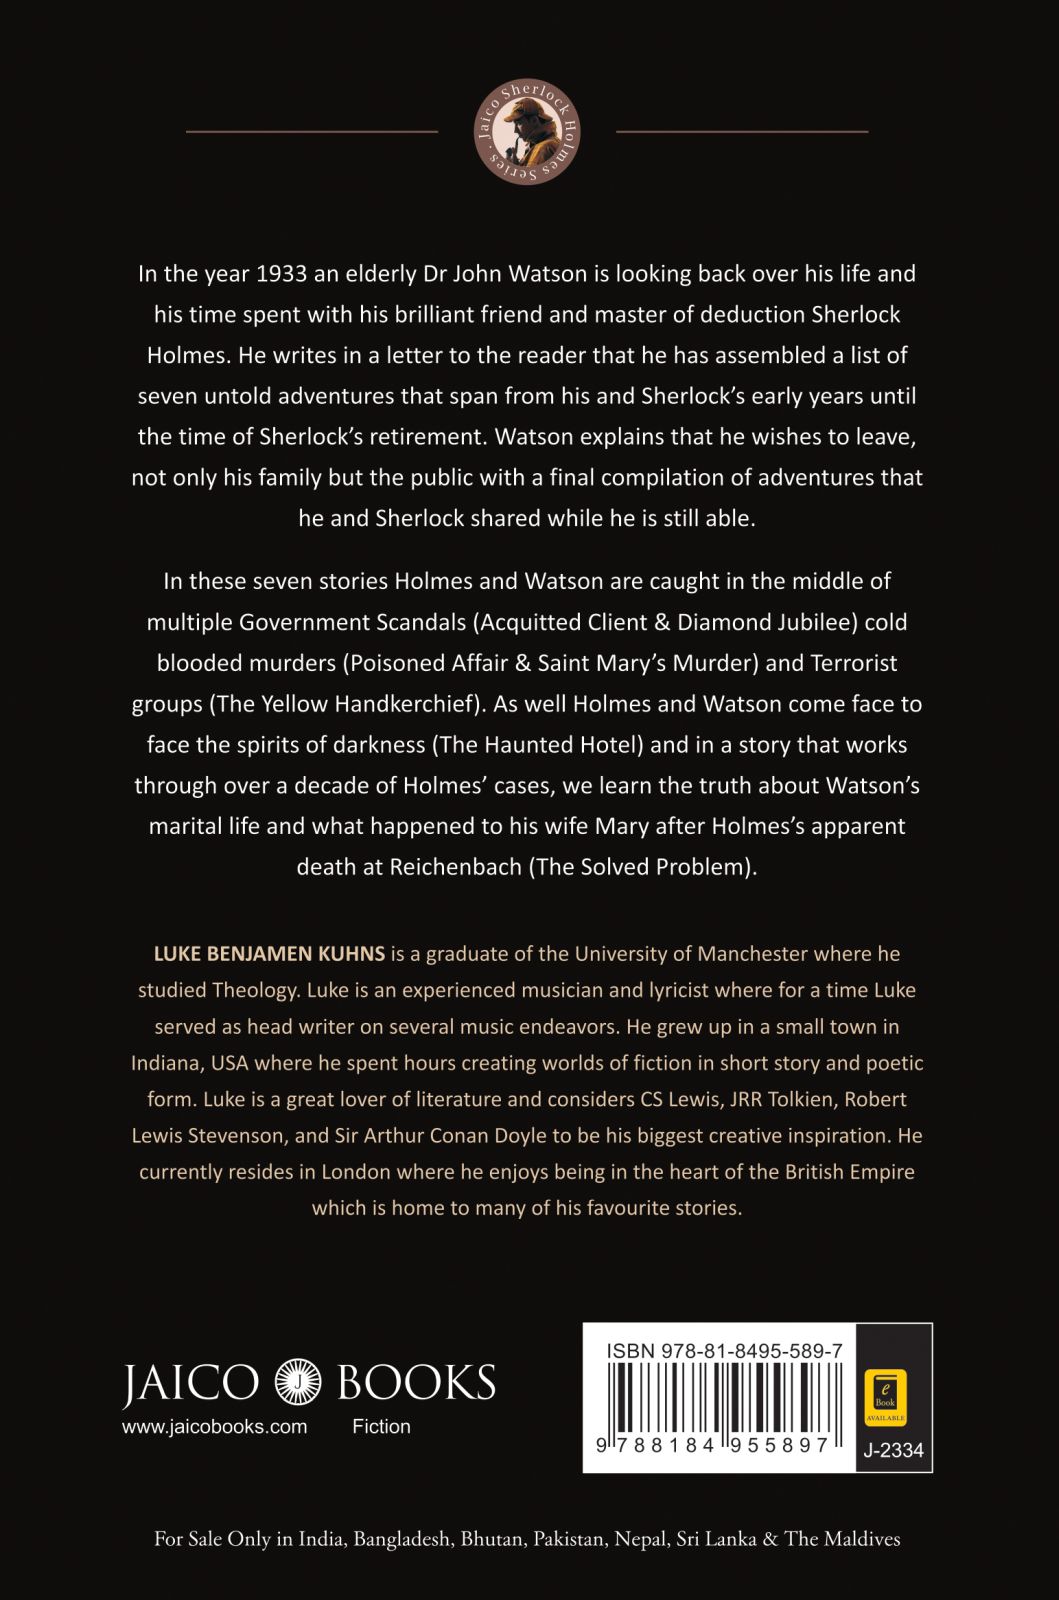 Jaico Sherlock Holmes Series .
In the year 1933 an elderly Dr John Watson is looking back over his life and
his time spent with his brilliant friend and master of deduction Sherlock
Holmes. He writes in a letter to the reader that he has assembled a list of
seven untold adventures that span from his and Sherlock’s early years until
the time of Sherlock’s retirement. Watson explains that he wishes to leave,
not only his family but the public with a final compilation of adventures that
he and Sherlock shared while he is still able.
In these seven stories Holmes and Watson are caught in the middle of
multiple Government Scandals (Acquitted Client & Diamond Jubilee) cold
blooded murders (Poisoned Affair & Saint Mary’s Murder) and Terrorist
groups (The Yellow Handkerchief). As well Holmes and Watson come face to
face the spirits of darkness (The Haunted Hotel) and in a story that works
through over a decade of Holmes’ cases, we learn the truth about Watson’s
marital life and what happened to his wife Mary after Holmes’s apparent
death at Reichenbach (The Solved Problem).
LUKE BENJAMEN KUHNS is a graduate of the University of Manchester where he
studied Theology. Luke is an experienced musician and lyricist where for a time Luke
served as head writer on several music endeavors. He grew up in a small town in
Indiana, USA where he spent hours creating worlds of fiction in short story and poetic
form. Luke is a great lover of literature and considers CS Lewis, JRR Tolkien, Robert
Lewis Stevenson, and Sir Arthur Conan Doyle to be his biggest creative inspiration. He
currently resides in London where he enjoys being in the heart of the British Empire
which is home to many of his favourite stories.
JAICO J BOOKS
www.jaicobooks.com Fiction
ISBN 978-81-8495-589-7
9 788184 955897
e
Book
AVAILABLE
J-2334
For Sale Only in India, Bangladesh, Bhutan, Pakistan, Nepal, Sri Lanka & The Maldives